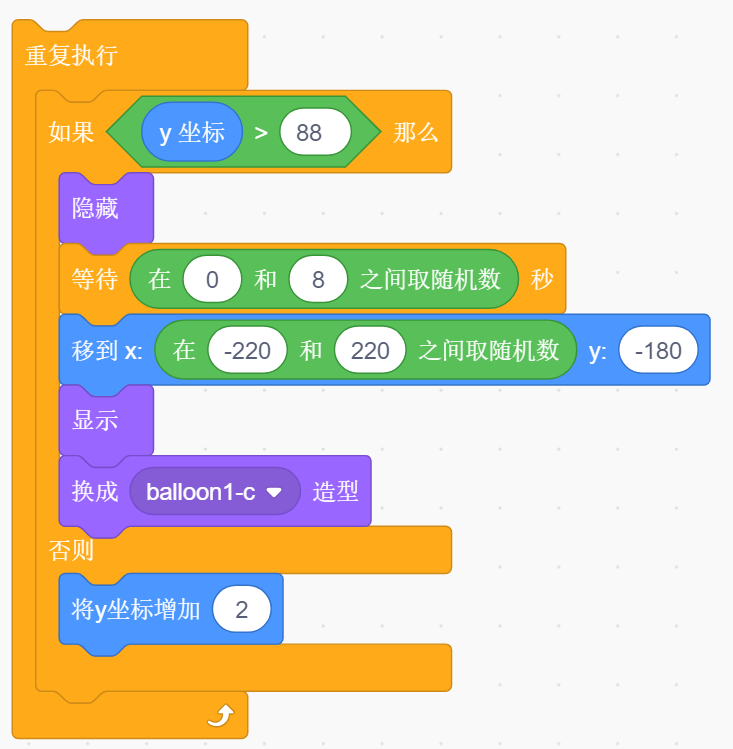 重复执行
如果 y 坐标 > 88 那么
隐藏
等待 在 0 和 8 之间取随机数 秒
移到 x: 在 -220 和 220 之间取随机数 y: -180
显示
换成 balloon1-c 造型
否则
将y坐标增加 2